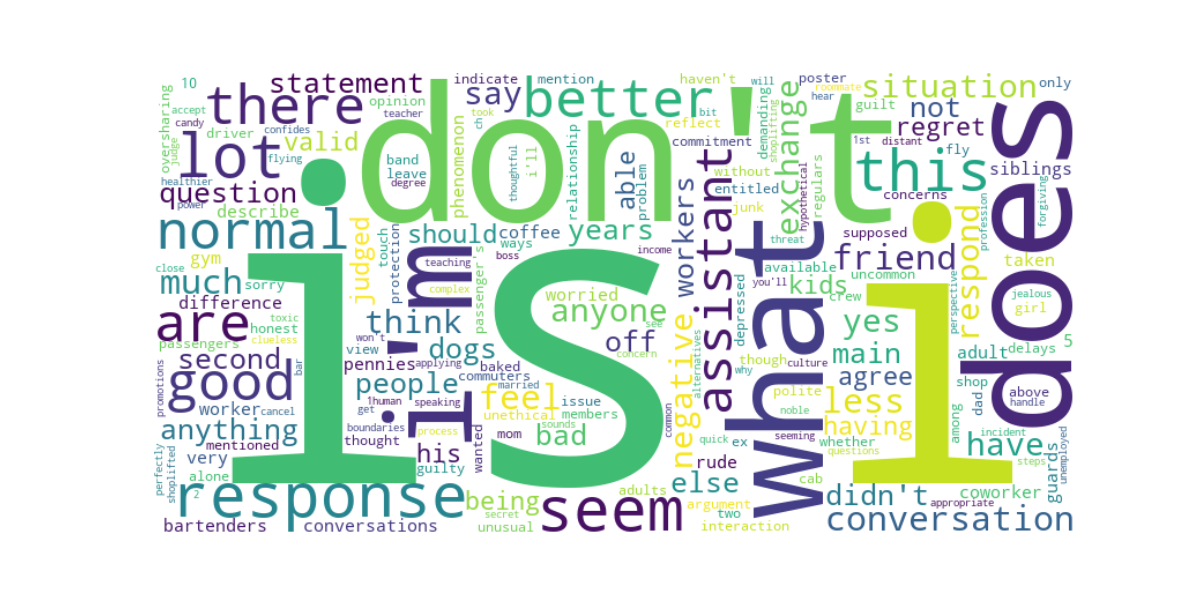 10 statement indicate mention haven't will poster situation only
oversharing accept there opinion say better don't bit hear roommate guilt not
candy teacher took ch reflect demanding shoplifting regret
judge driver confides valid band phenomenon thoughtful i'll relationship able commitment exchange 1st distant
lot flying leave problem without hypothetical this fly siblings does
healthier question degree entitled regulars concerns
power describe should coffee ways years workers assistant junk supposed respond profession forgiving
normal judged touch protection boss income what threat friend taken
gym i'm passenger's teaching is negative available uncommon i
close much sorry complex worried anyone kids you'll crew perspective jealous girl
difference think see yes
are toxic honest clueless off concern depressed though culture main delays 5
passengers won't view dogs why adult
second pennies applying baked alternatives agree shop above
good bar people commuters married feel issue polite less dad handle
promotions worker cancel get 1human speaking unethical members noble having among
anything boundaries process sounds common quick ex seeming whether incident have
mentioned thought his wanted mom bad rude questions steps
perfectly very guilty else cab guards unemployed
shoplifted alone adults argument didn't coworker
2 response being secret seem two appropriate
bartenders conversations unusual interaction conversation